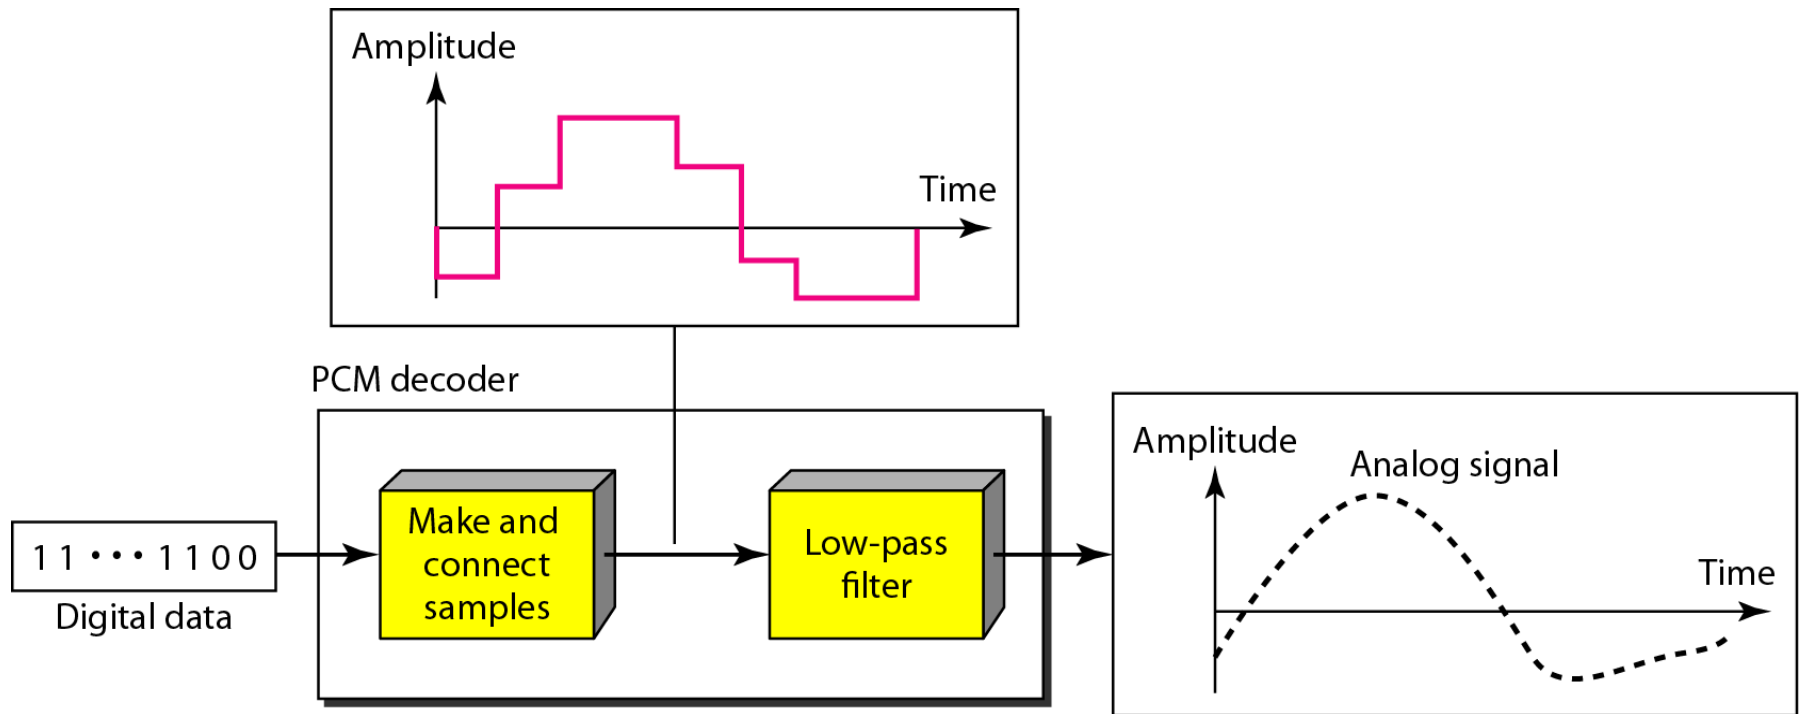 Amplitude
Time
PCM decoder
11 • • • 1100
Digital data
Make and
connect
samples
Low-pass
filter
Amplitude
Analog signal
Time